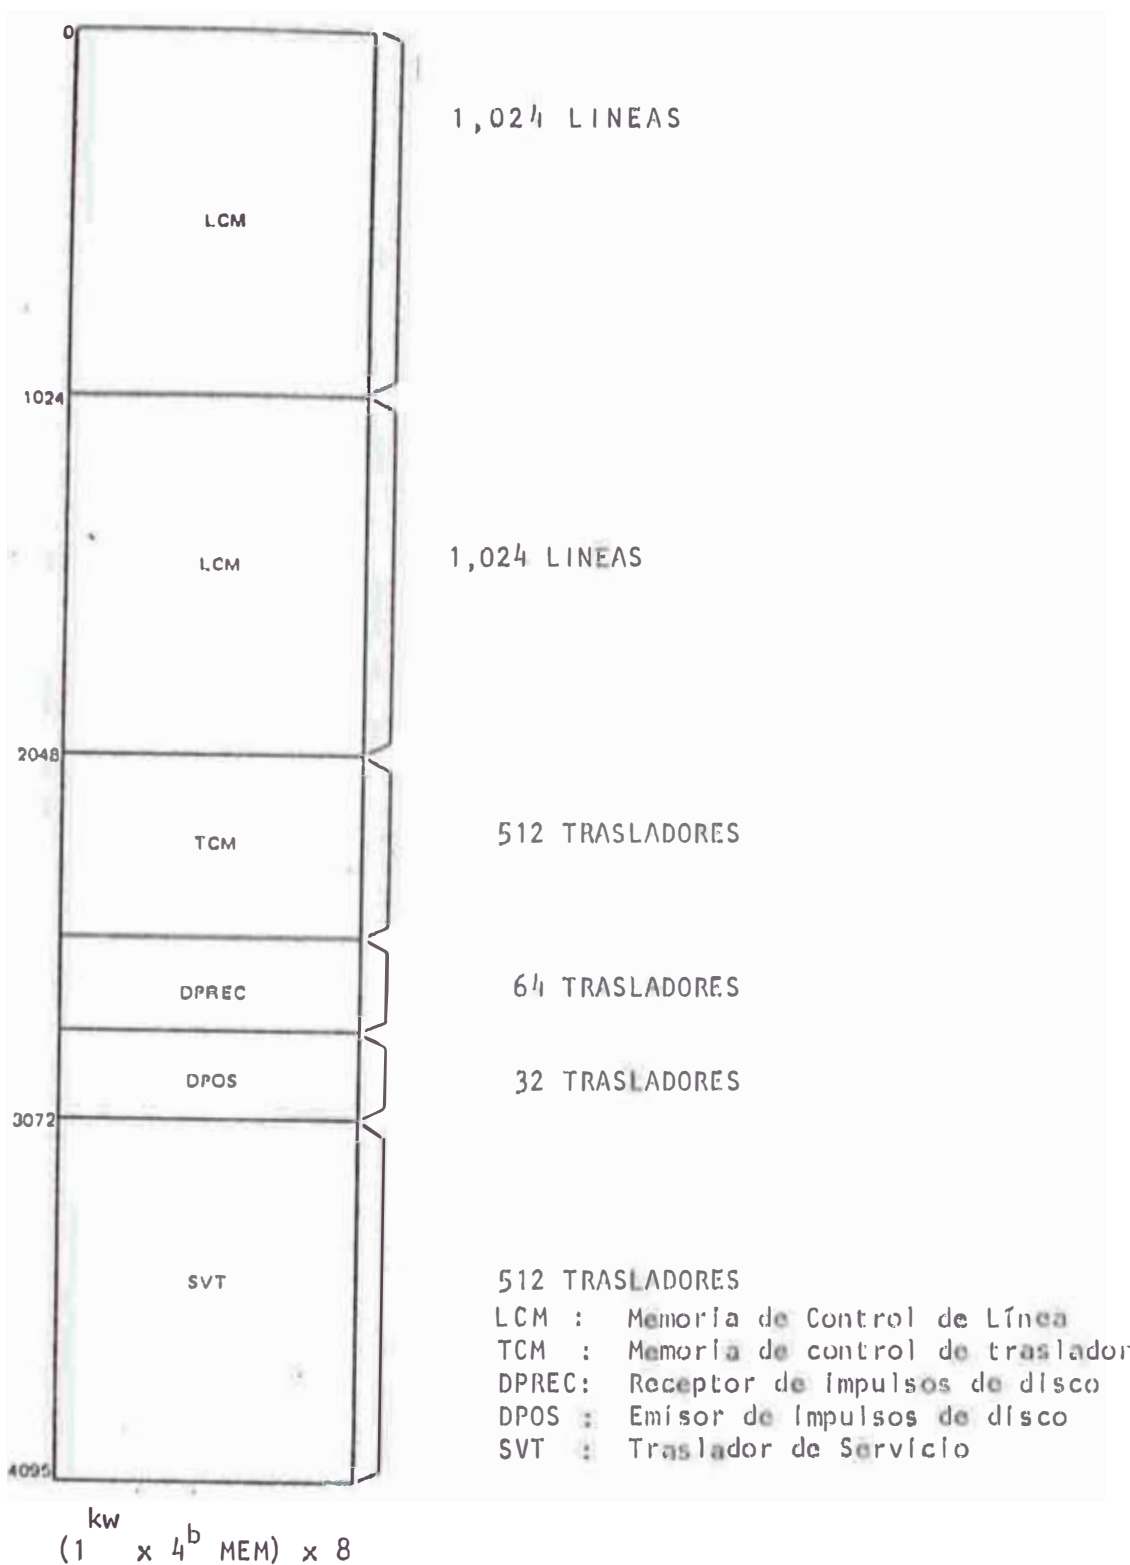 0
1,024 LINEAS
LCM
1024
LCM
1,024 LINEAS
2048
TCM
512 TRASLADORES
DPREC
64 TRASLADORES
DPOS
32 TRASLADORES
3072
SVT
512 TRASLADORES
LCM : Memoria de Control de Línea
TCM : Memoria de control de traslador
DPREC: Receptor de impulsos de disco
DPOS : Emisor de impulsos de disco
SVT : Traslador de Servicio
4095
(1 kw x 4 b MEM) x 8